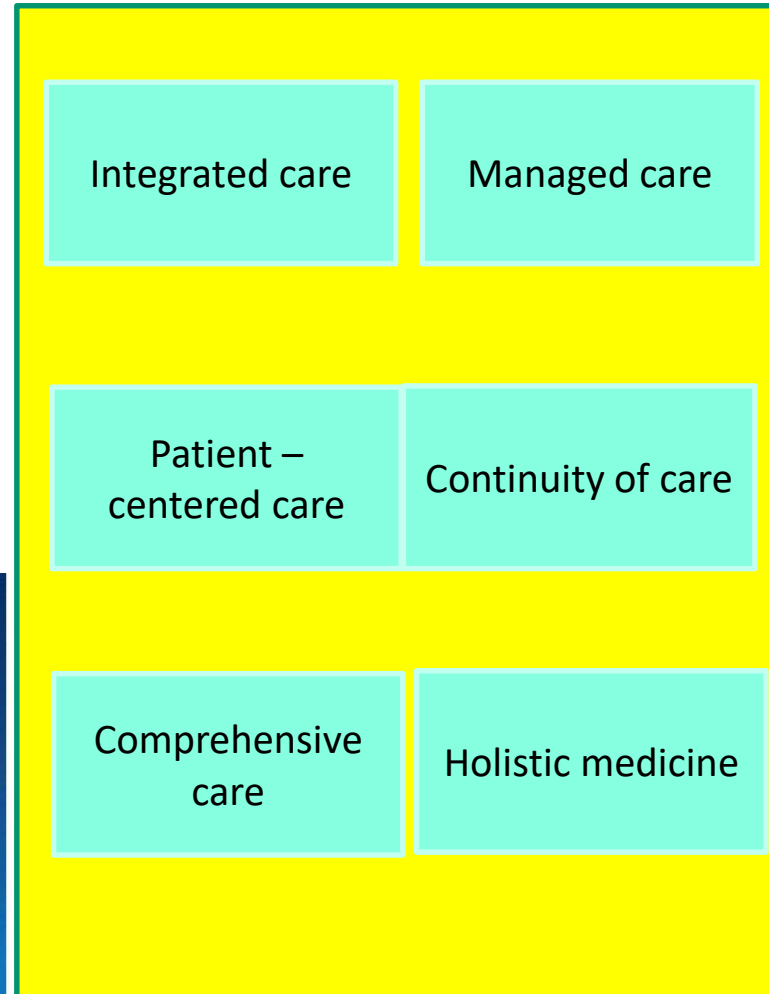 Integrated care
Managed care
Patient –
centered care
Continuity of care
Comprehensive
care
Holistic medicine